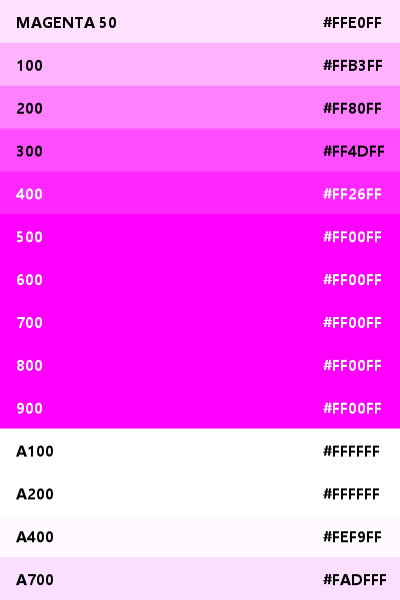 MAGENTA 50 #FFE0FF
100 #FFB3FF
200 #FF80FF
300 #FF4DFF
400 #FF26FF
500 #FF00FF
600 #FF00FF
700 #FF00FF
800 #FF00FF
900 #FF00FF
A100 #FFFFFF
A200 #FFFFFF
A400 #FEF9FF
A700 #FADFFF